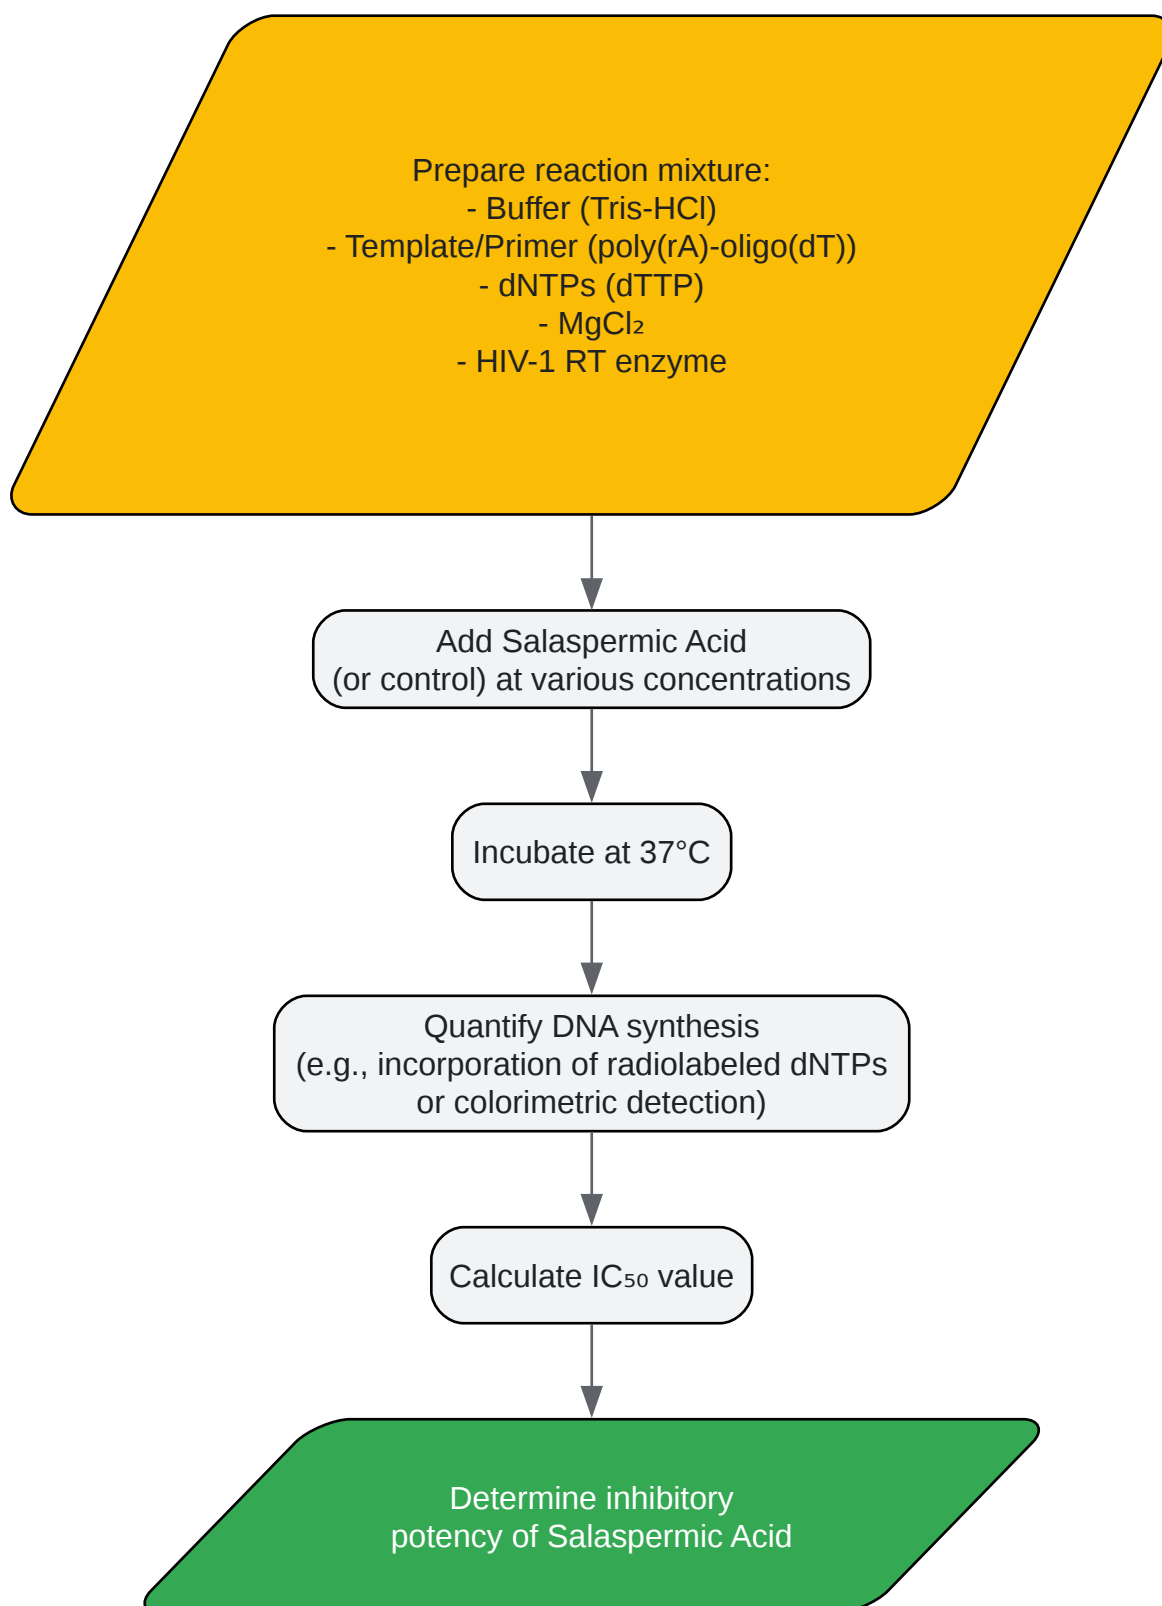 Prepare reaction mixture:
- Buffer (Tris-HCl)
- Template/Primer (poly(rA)-oligo(dT))
- dNTPs (dTTP)
- MgCl₂
- HIV-1 RT enzyme
Add Salaspermic Acid
(or control) at various concentrations
Incubate at 37°C
Quantify DNA synthesis
(e.g., incorporation of radiolabeled dNTPs
or colorimetric detection)
Calculate IC₅₀ value
Determine inhibitory
potency of Salaspermic Acid